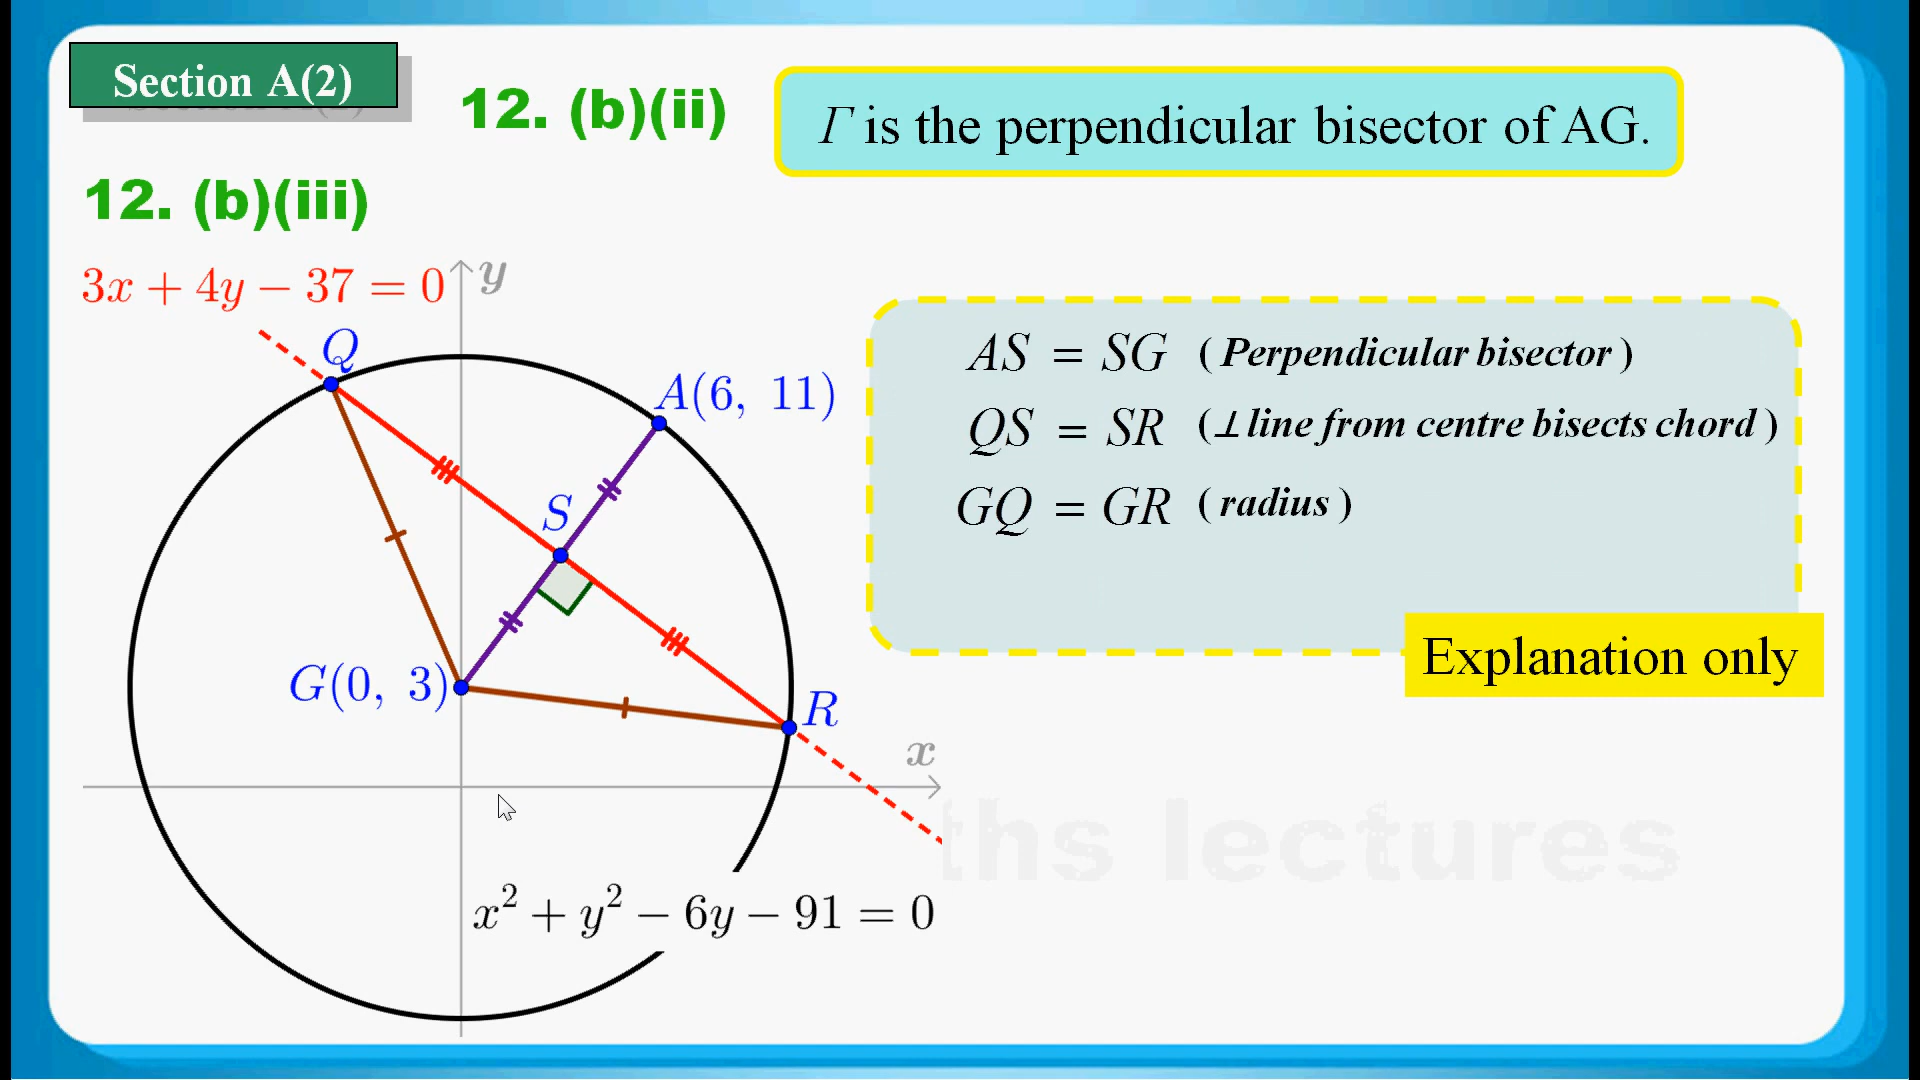 Section A(2)
12. (b)(ii)
Γ is the perpendicular bisector of AG.
12. (b)(iii)
3x + 4y − 37 = 0
y
Q
A(6, 11)
S
G(0, 3)
R
x
x² + y² − 6y − 91 = 0
AS = SG ( Perpendicular bisector )
QS = SR (⊥ line from centre bisects chord )
GQ = GR ( radius )
Explanation only
ths lectures